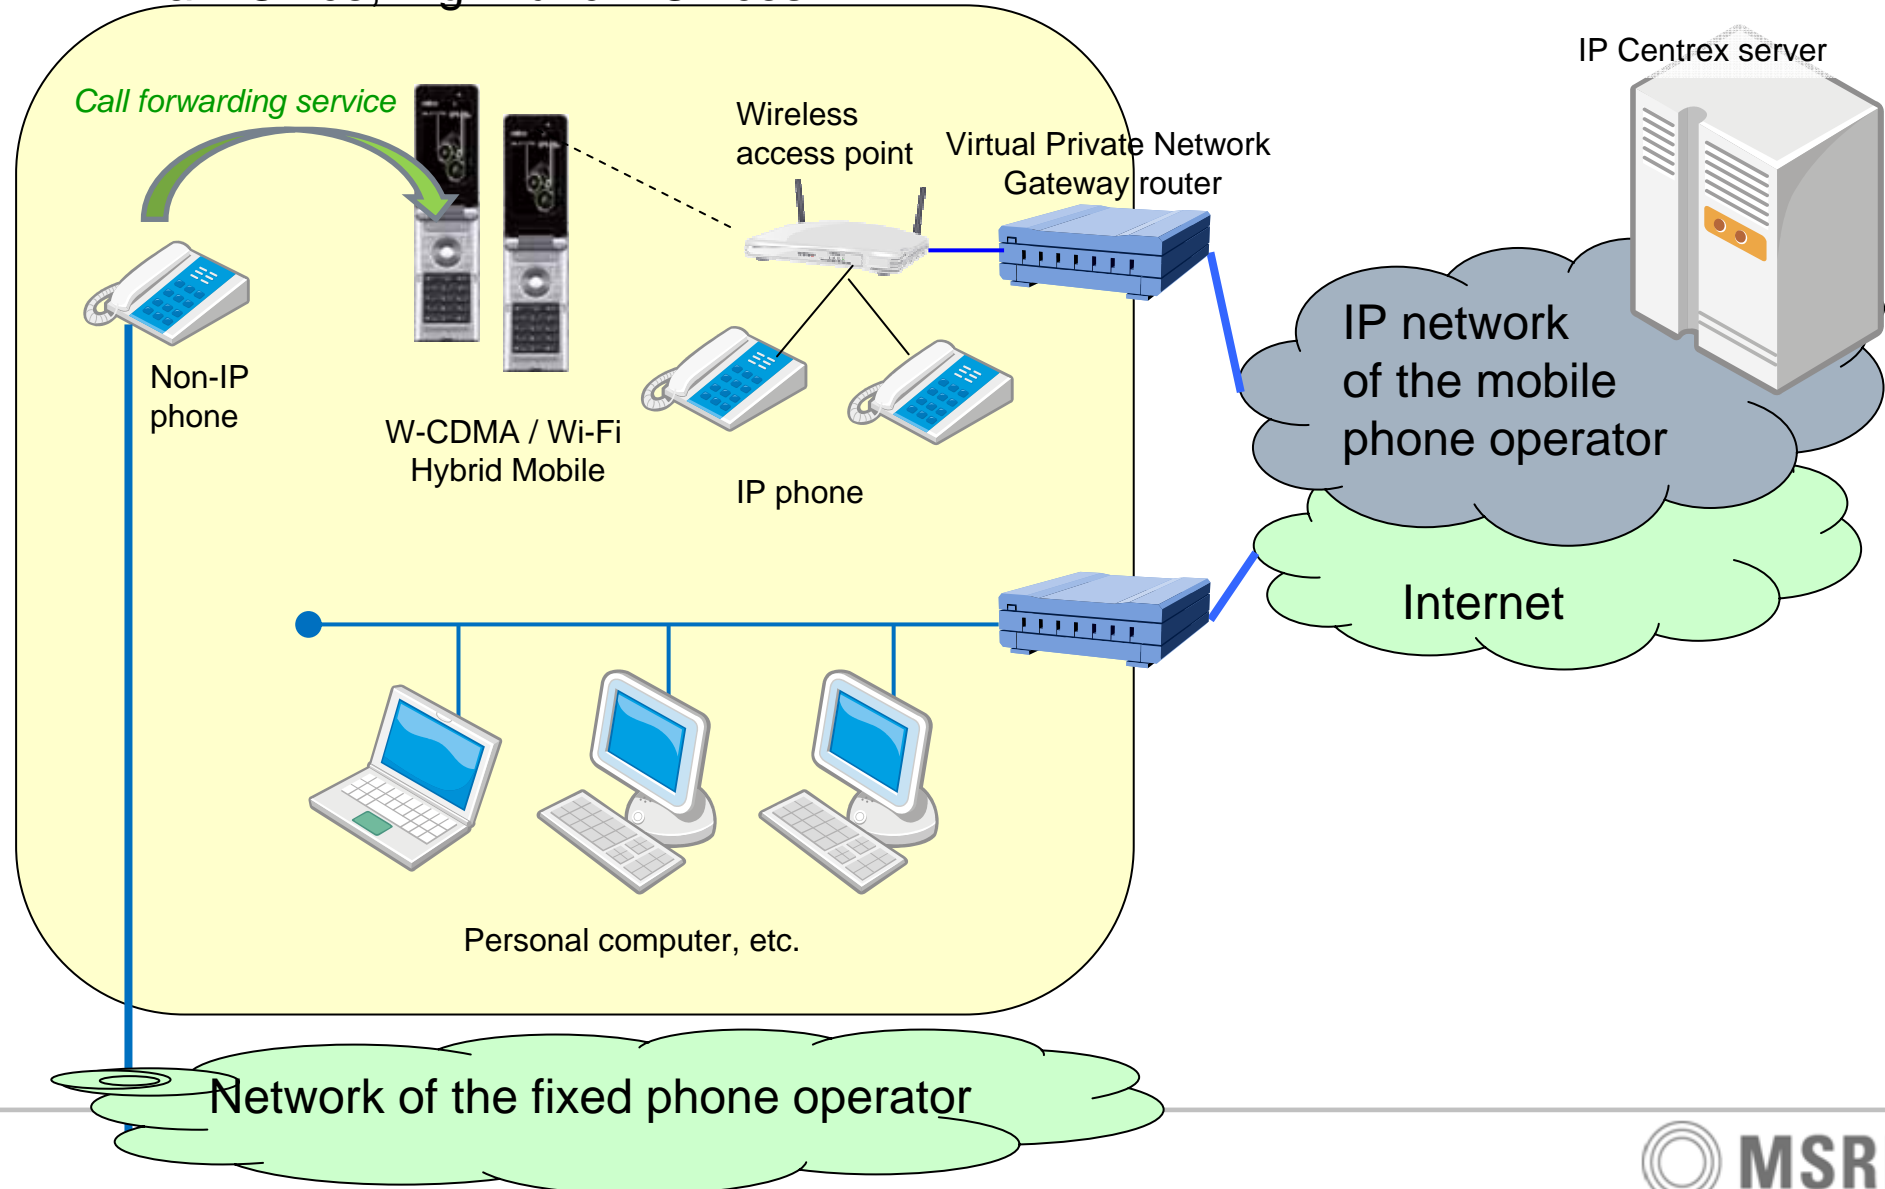 IP Centrex server
Call forwarding service
Wireless
access point
Virtual Private Network
Gateway router
IP network
of the mobile
phone operator
Non-IP
phone
W-CDMA / Wi-Fi
Hybrid Mobile
IP phone
Internet
Personal computer, etc.
Network of the fixed phone operator
MSR